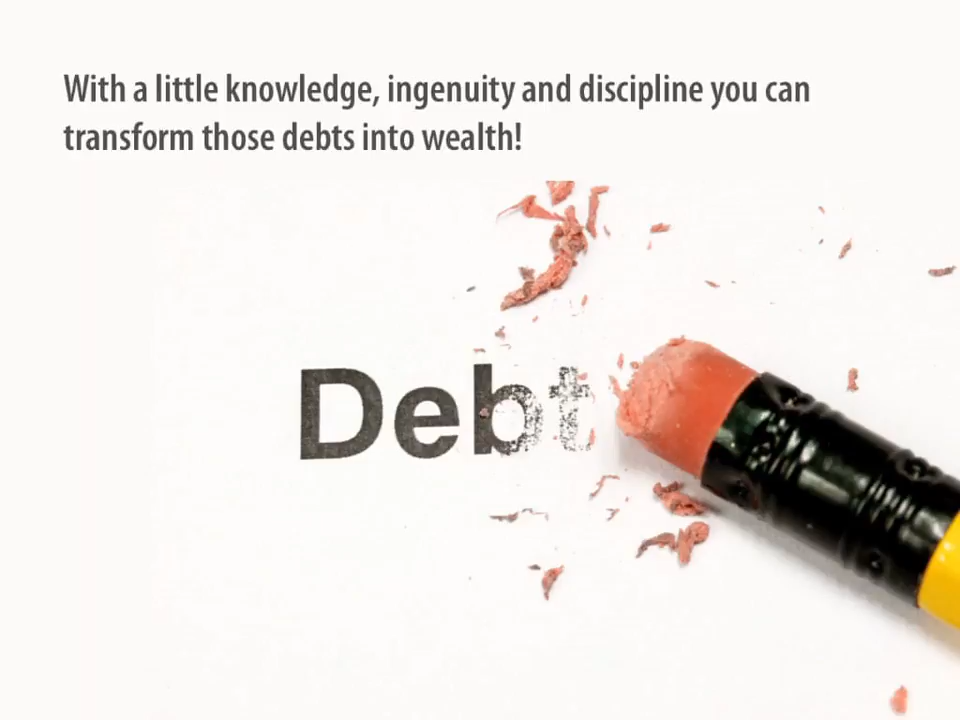 With a little knowledge, ingenuity and discipline you can
transform those debts into wealth!
Debt